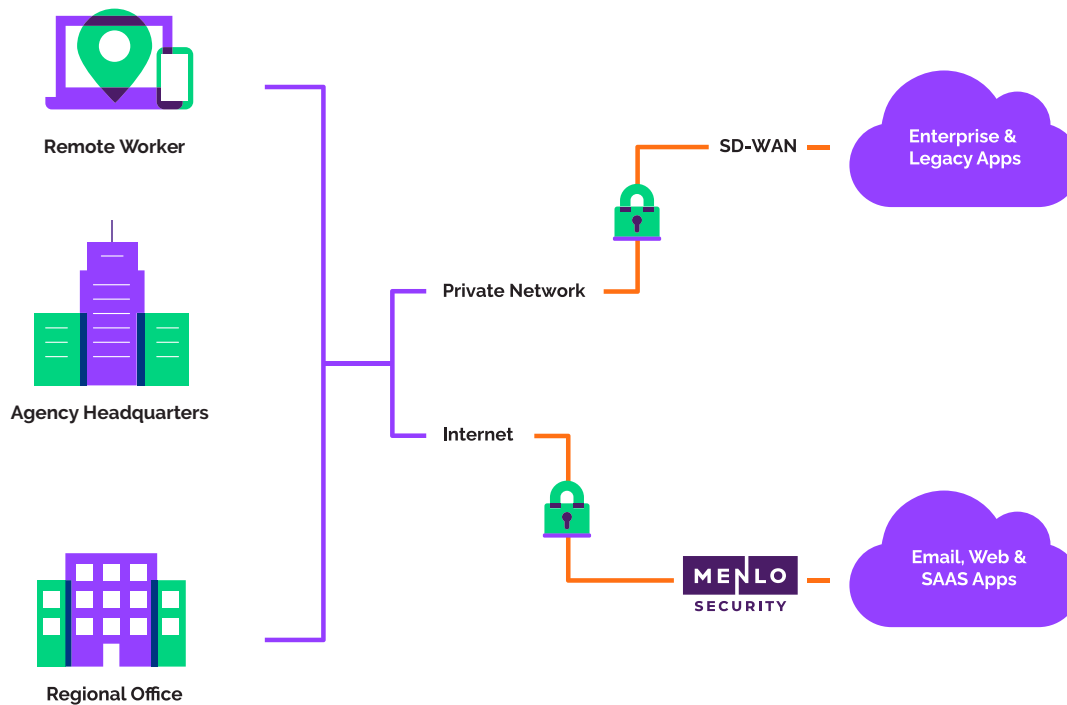 Remote Worker
Agency Headquarters
Regional Office
Private Network
Internet
SD-WAN
Enterprise &
Legacy Apps
MENLO
SECURITY
Email, Web &
SAAS Apps